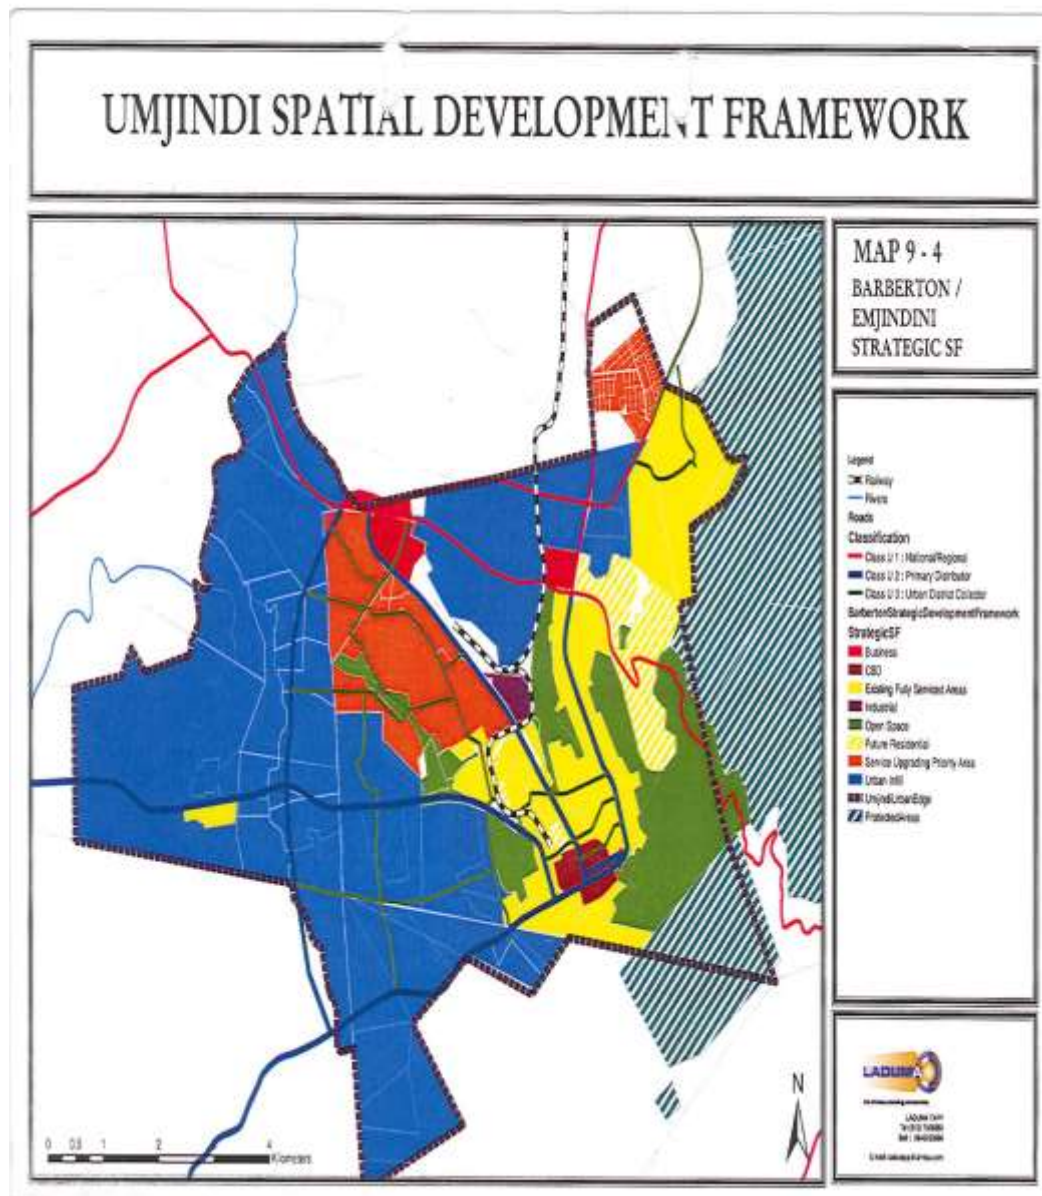 UMJINDI SPATIAL DEVELOPMENT FRAMEWORK
MAP 9 - 4
BARBERTON /
EMJINDINI
STRATEGIC SF
Legend
Railway
Rivers
Roads
Classification
Class U 1 : National/Regional
Class U 2 : Primary Distributor
Class U 3 : Urban District Collector
BarbertonStrategicDevelopmentFramework
StrategicSF
Business
CBD
Existing Fully Serviced Areas
Industrial
Open Space
Future Residential
Service Upgrading Priority Area
Urban Infill
UmjindiUrbanEdge
ProtectedAreas
N
0 0.5 1 2 4
Kilometers
LADUMA